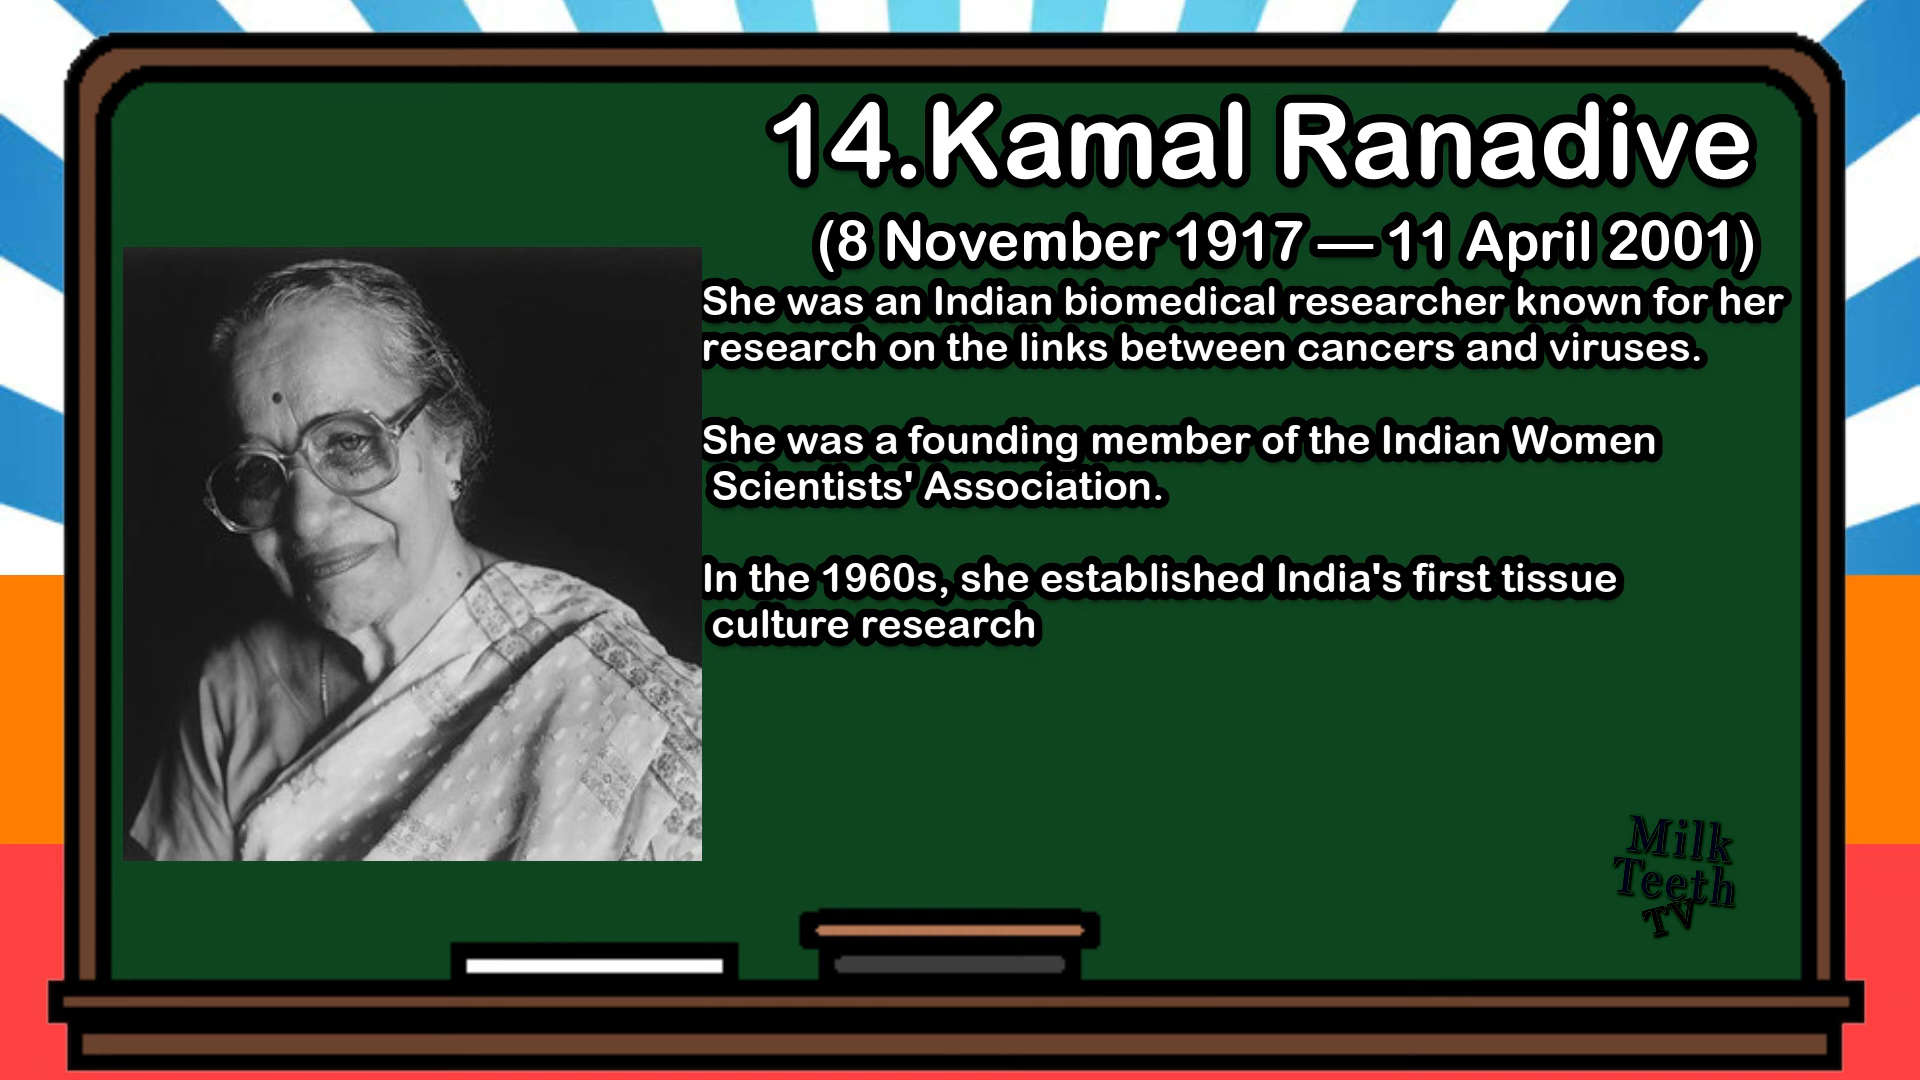 14.Kamal Ranadive
(8 November 1917 — 11 April 2001)
She was an Indian biomedical researcher known for her
research on the links between cancers and viruses.
She was a founding member of the Indian Women
Scientists' Association.
In the 1960s, she established India's first tissue
culture research
Milk
Teeth
TV